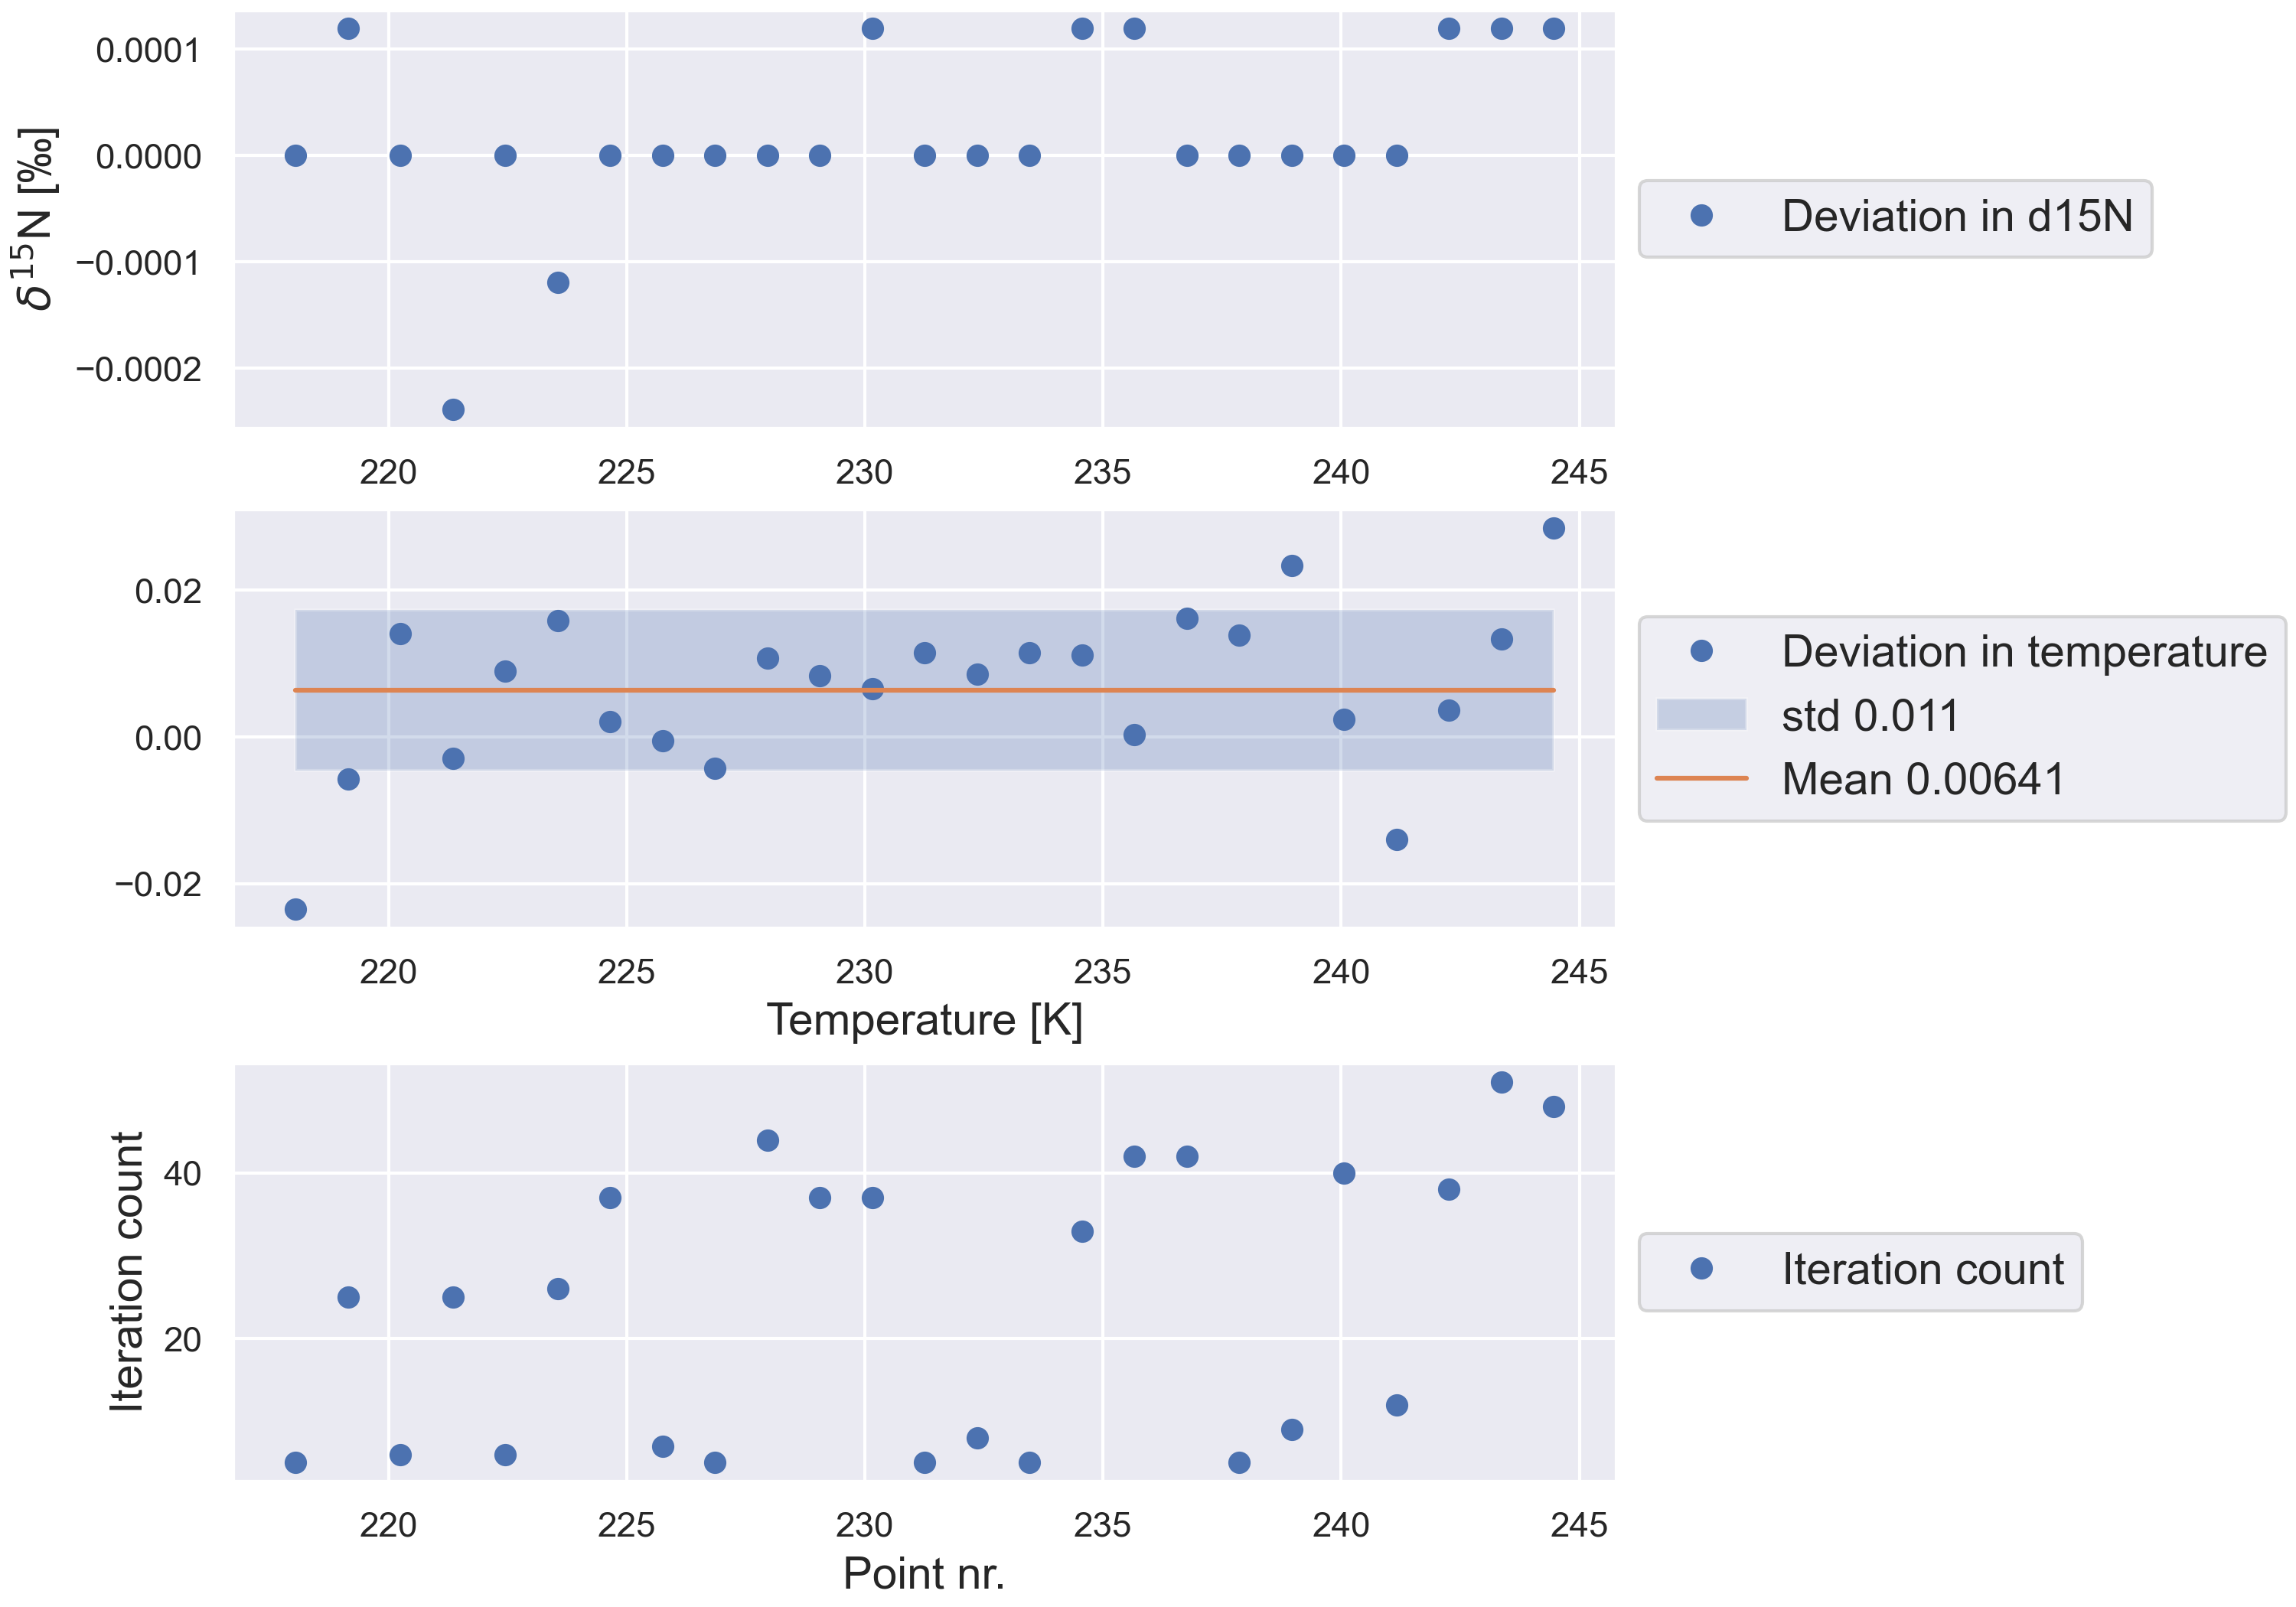 0.0001
0.0000
−0.0001
−0.0002
δ¹⁵N [‰]
220 225 230 235 240 245
Deviation in d15N
0.02
0.00
−0.02
220 225 230 235 240 245
Temperature [K]
Deviation in temperature
std 0.011
Mean 0.00641
40
20
Iteration count
220 225 230 235 240 245
Point nr.
Iteration count